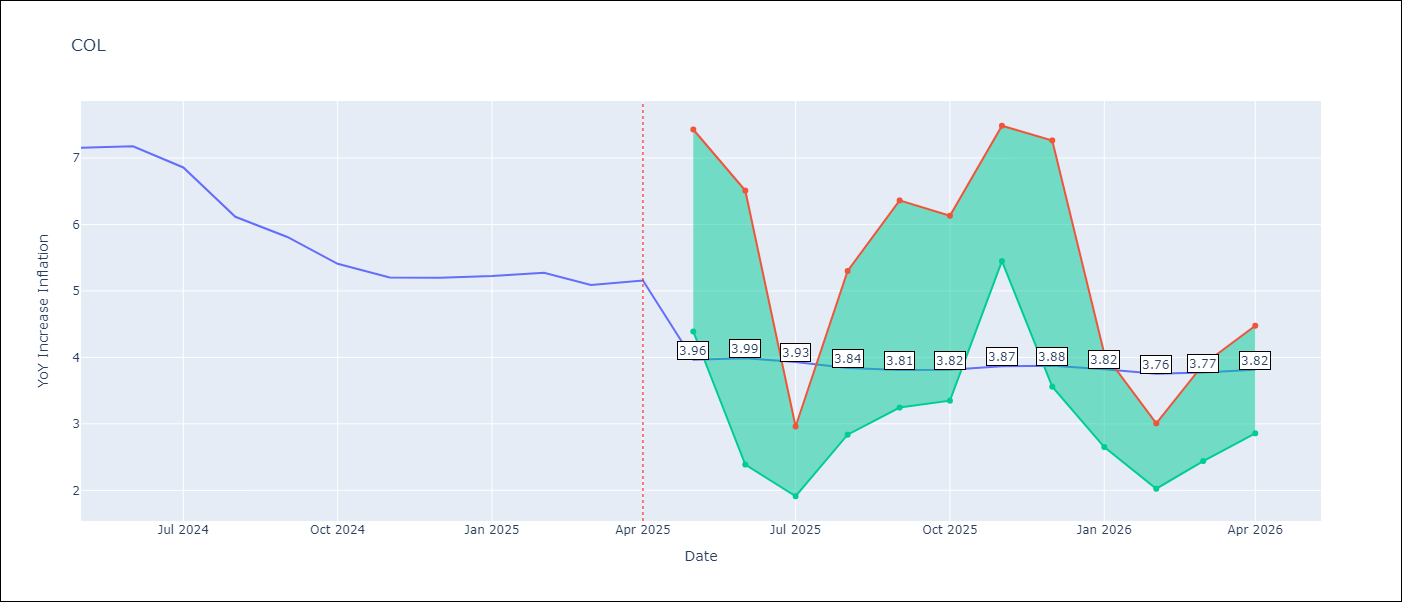 COL
YoY Increase Inflation
7
6
5
4
3
2
3.96
3.99
3.93
3.84
3.81
3.82
3.87
3.88
3.82
3.76
3.77
3.82
Jul 2024
Oct 2024
Jan 2025
Apr 2025
Jul 2025
Oct 2025
Jan 2026
Apr 2026
Date